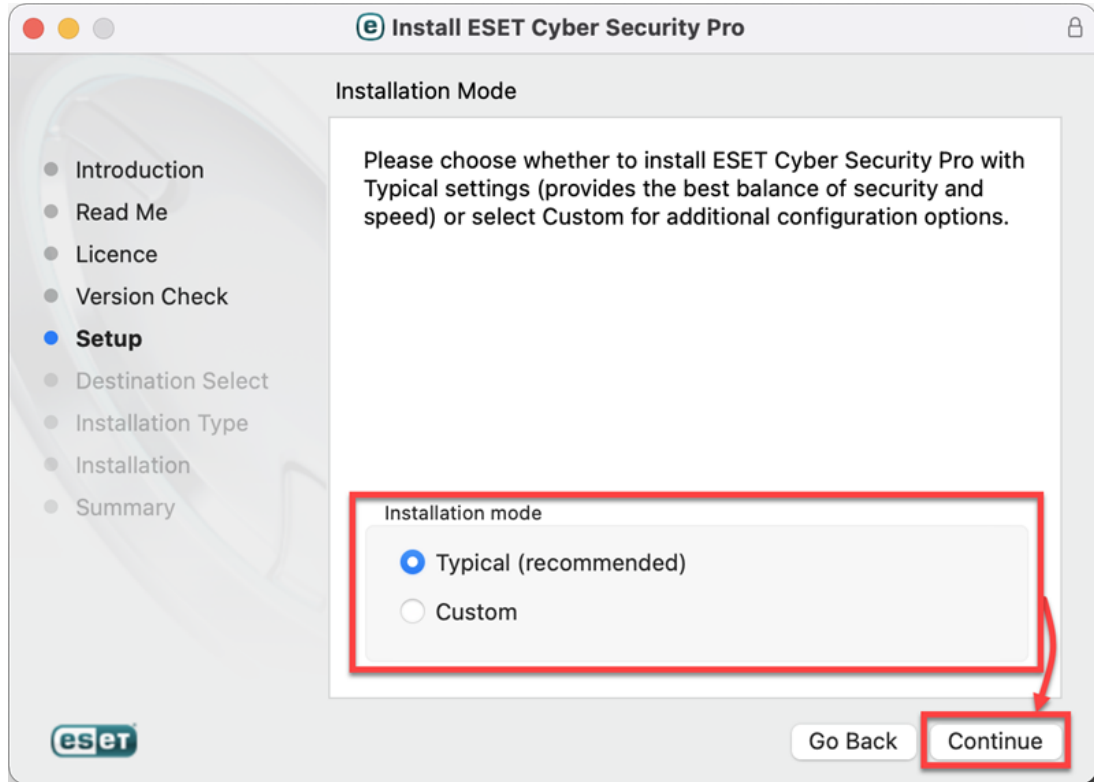 e Install ESET Cyber Security Pro
Installation Mode
Introduction
Read Me
Licence
Version Check
Setup
Destination Select
Installation Type
Installation
Summary
Please choose whether to install ESET Cyber Security Pro with
Typical settings (provides the best balance of security and
speed) or select Custom for additional configuration options.
Installation mode
Typical (recommended)
Custom
eset
Go Back
Continue